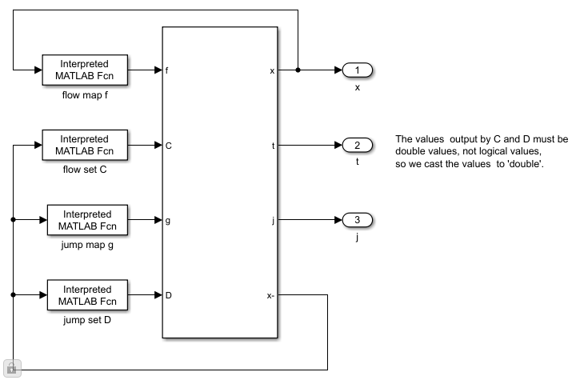 Interpreted
MATLAB Fcn
flow map f
f
x
1
x
Interpreted
MATLAB Fcn
flow set C
C
t
2
t
The values output by C and D must be
double values, not logical values,
so we cast the values to 'double'.
Interpreted
MATLAB Fcn
jump map g
g
j
3
j
Interpreted
MATLAB Fcn
jump set D
D
x-